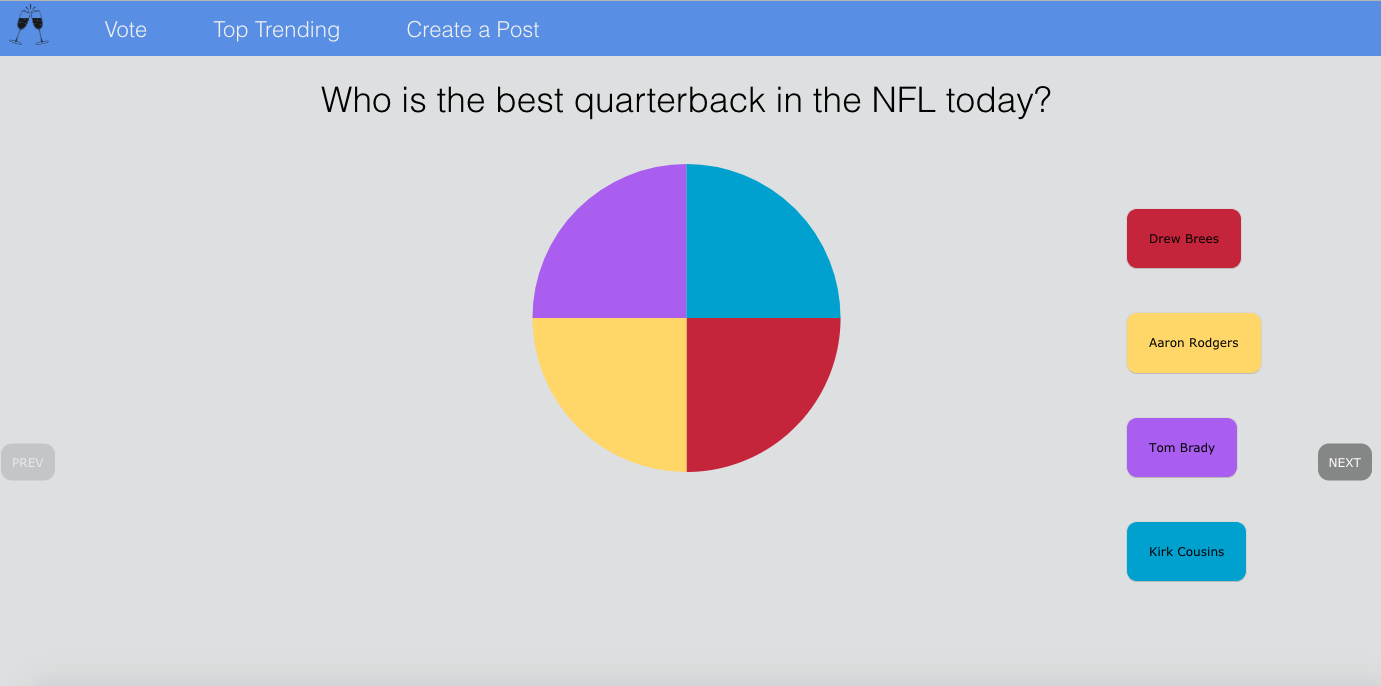 Vote
Top Trending
Create a Post
Who is the best quarterback in the NFL today?
Drew Brees
Aaron Rodgers
Tom Brady
Kirk Cousins
PREV
NEXT